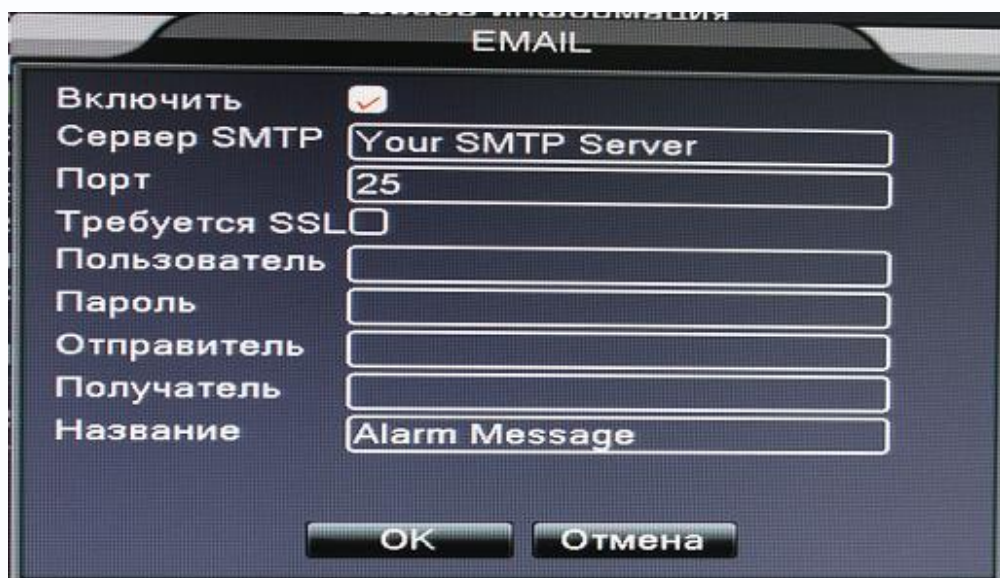 информация
EMAIL
Включить
Сервер SMTP Your SMTP Server
Порт 25
Требуется SSL
Пользователь
Пароль
Отправитель
Получатель
Название Alarm Message
OK Отмена